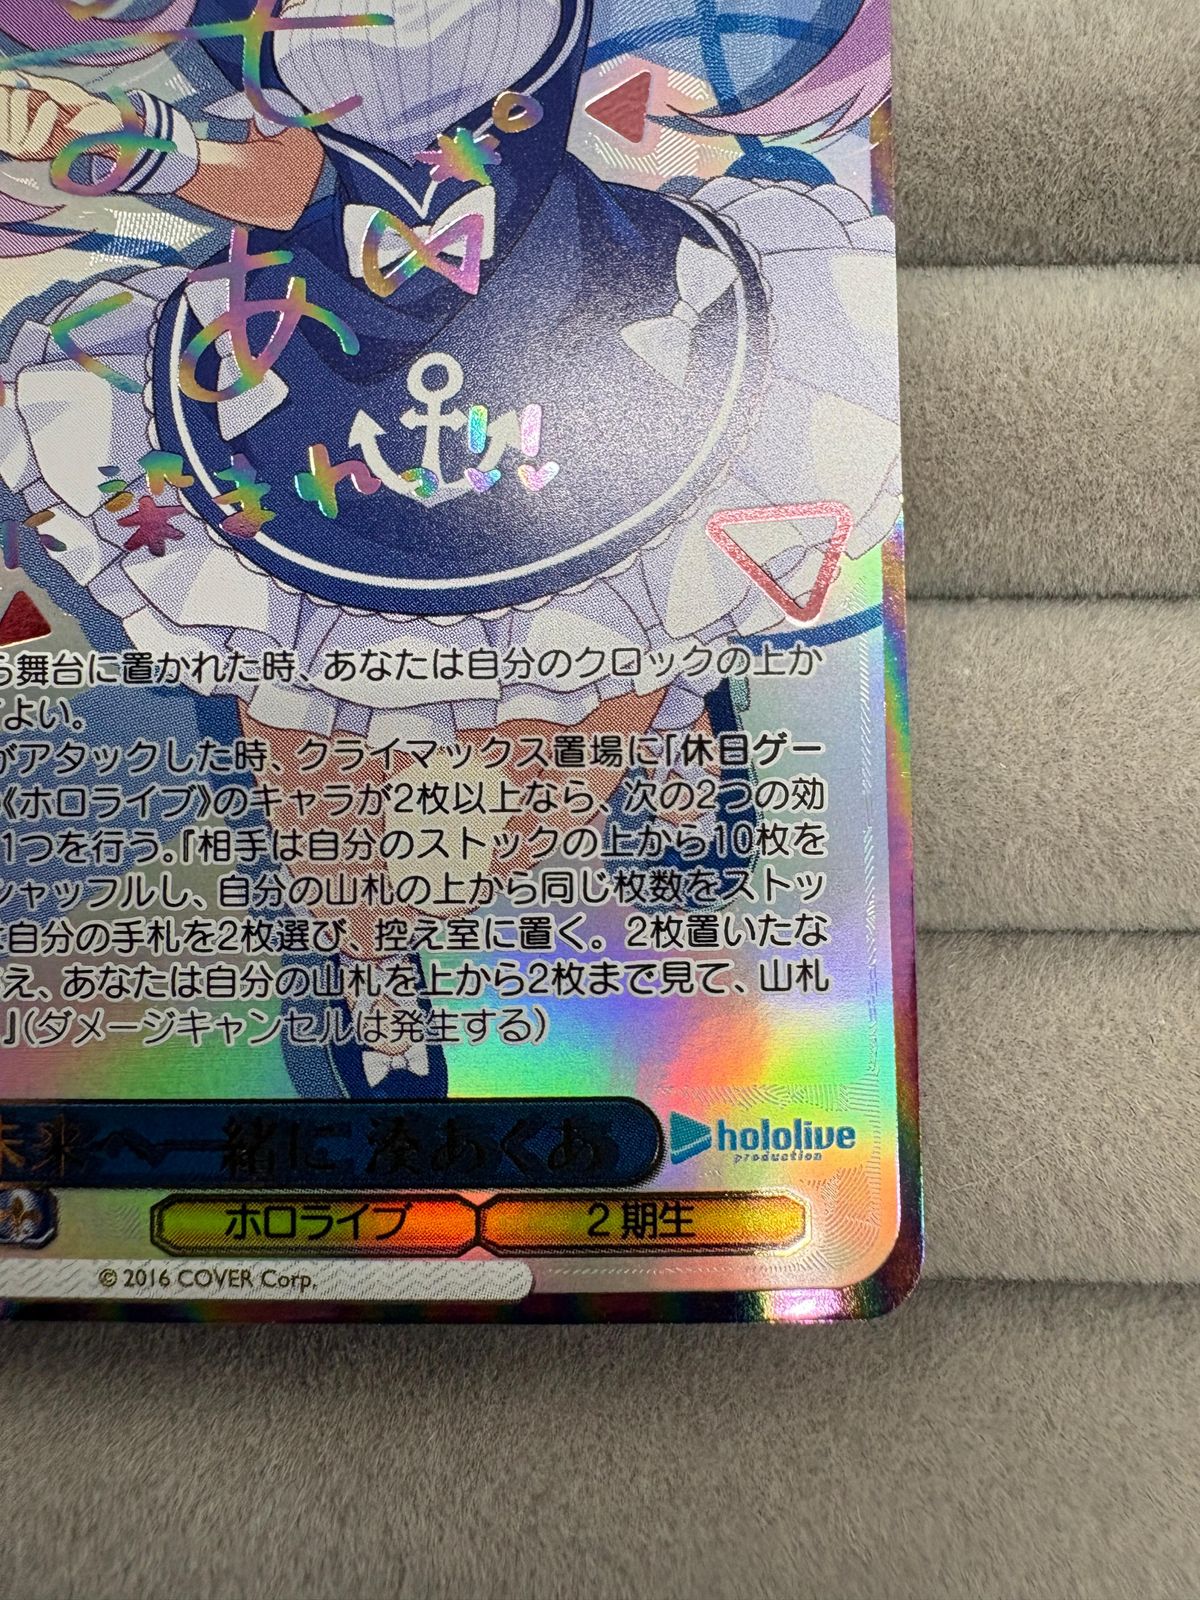 あくあ
に染まれっ!!
ら舞台に置かれた時、あなたは自分のクロックの上か
てよい。
がアタックした時、クライマックス置場に「休日ゲー
《ホロライブ》のキャラが2枚以上なら、次の2つの効
1つを行う。『相手は自分のストックの上から10枚を
シャッフルし、自分の山札の上から同じ枚数をストッ
は自分の手札を2枚選び、控え室に置く。2枚置いたな
え、あなたは自分の山札を上から2枚まで見て、山札
』(ダメージキャンセルは発生する)
未来へ一緒に 湊あくあ
hololive
production
ホロライブ 2期生
© 2016 COVER Corp.